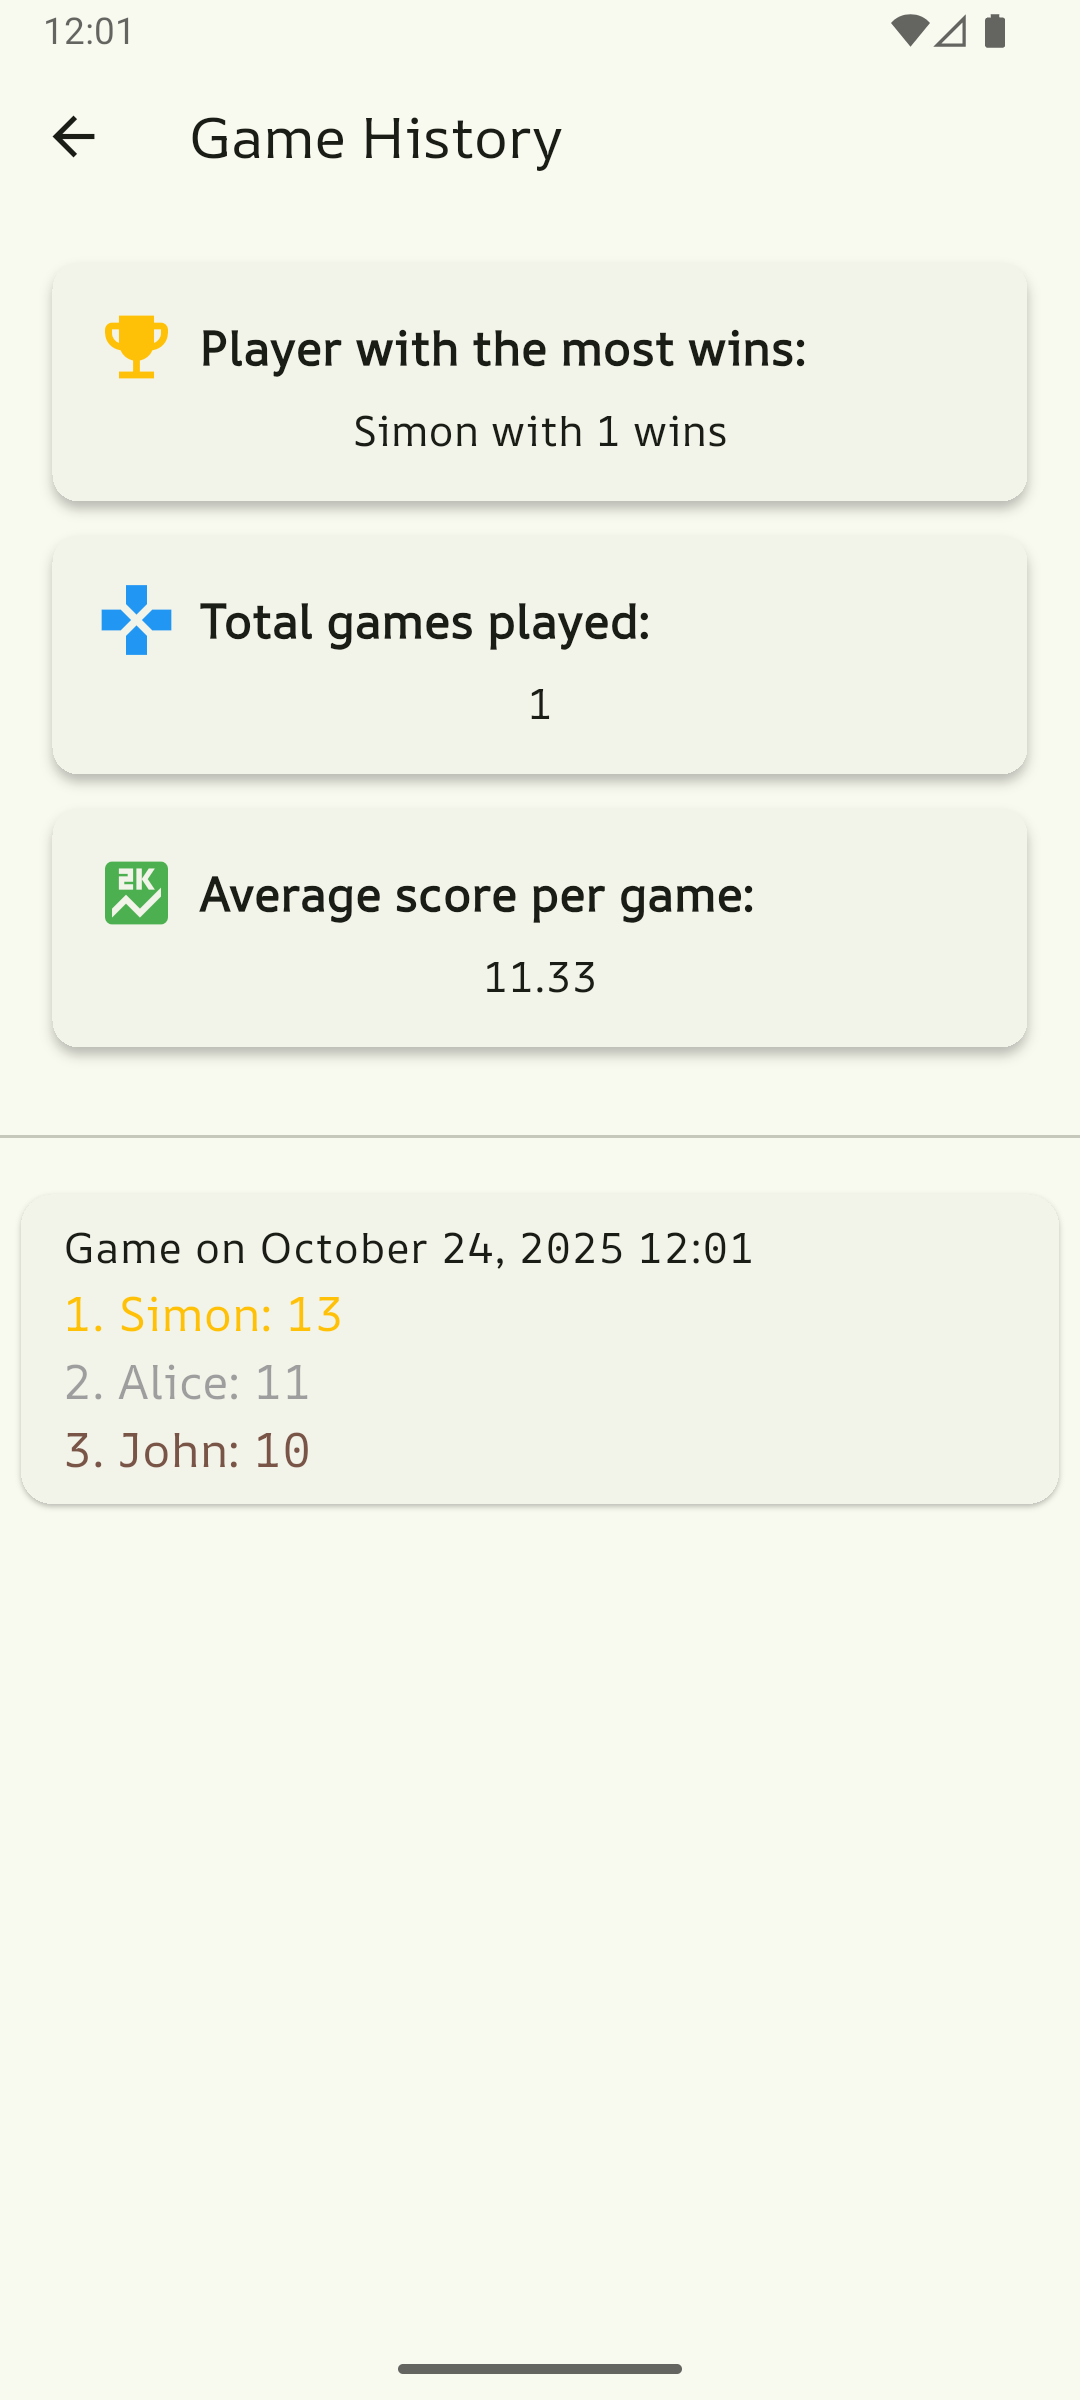 12:01
Game History
Player with the most wins:
Simon with 1 wins
Total games played:
1
2K
Average score per game:
11.33
Game on October 24, 2025 12:01
1. Simon: 13
2. Alice: 11
3. John: 10